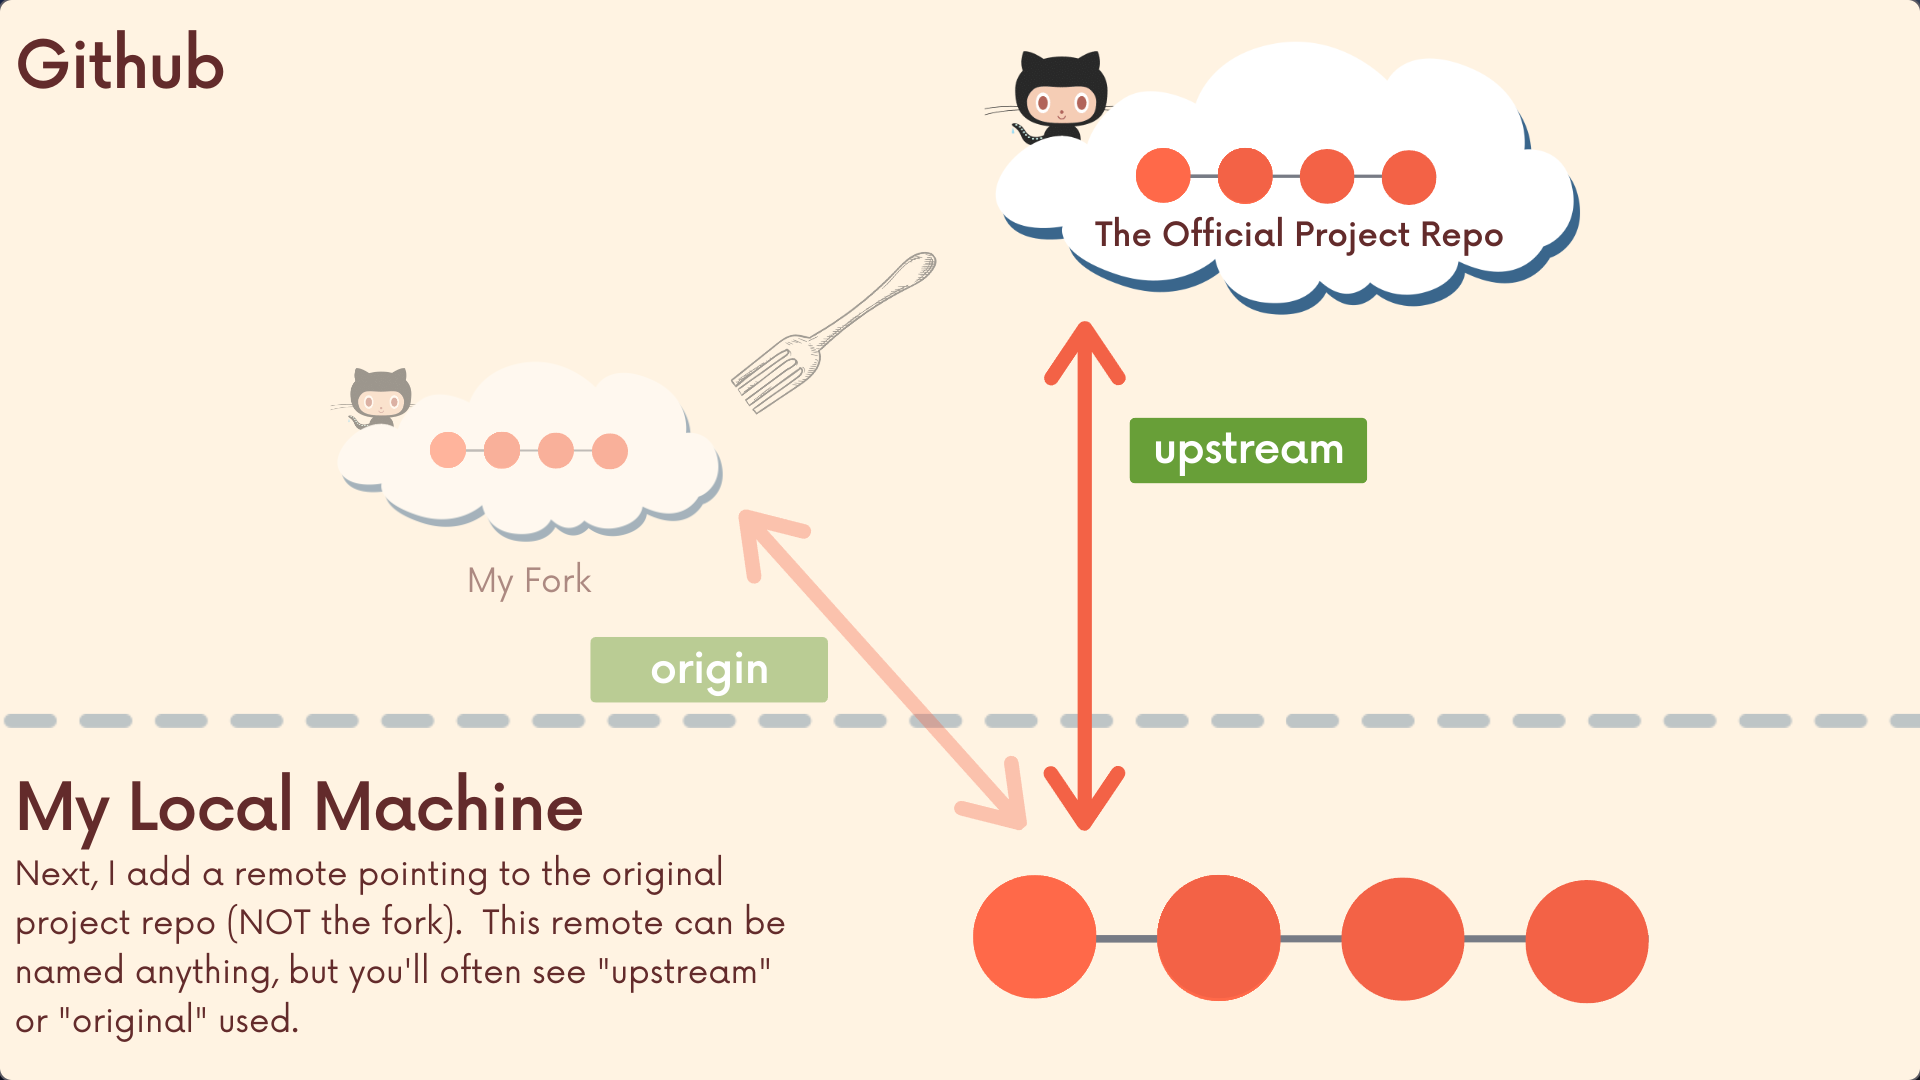 Github
The Official Project Repo
upstream
My Fork
origin
My Local Machine
Next, I add a remote pointing to the original
project repo (NOT the fork).  This remote can be
named anything, but you'll often see "upstream"
or "original" used.